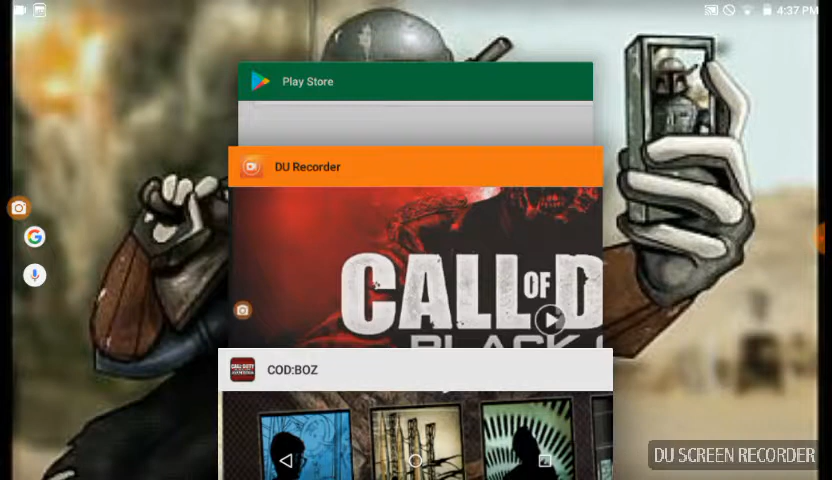 4:37 PM
Play Store
DU Recorder
CALL OF D
BLACK
COD:BOZ
DU SCREEN RECORDER